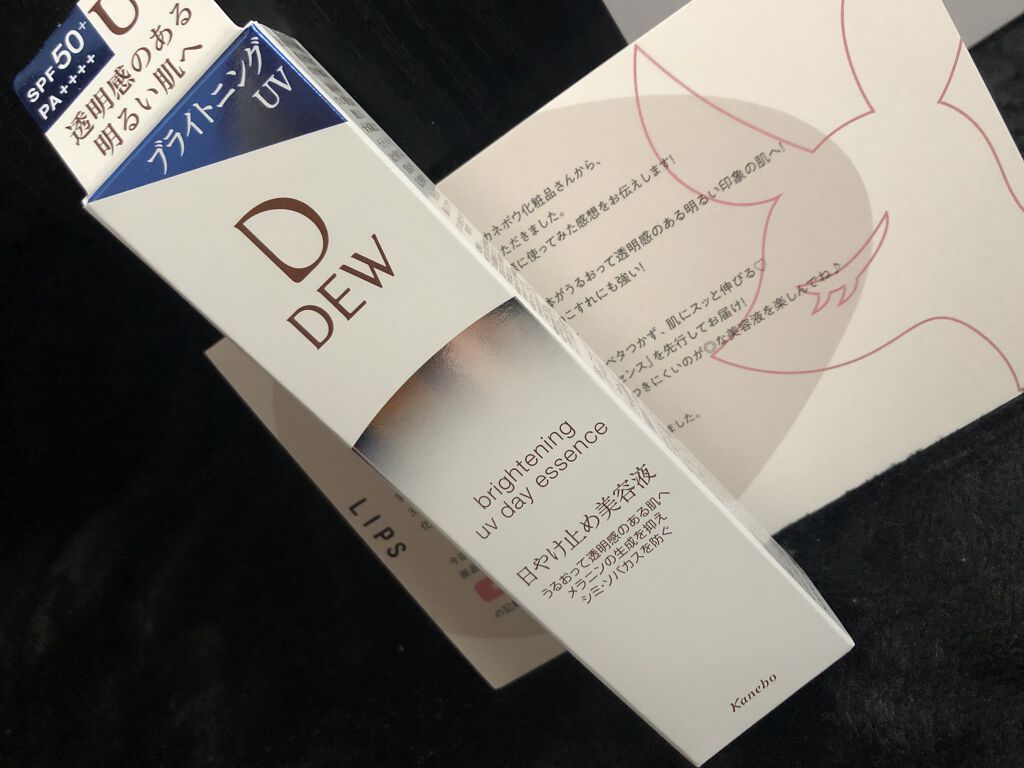 SPF50+
PA++++
透明感のある
明るい肌へ
ブライトニング
UV
D
DEW
brightening
uv day essence
日やけ止め美容液
うるおって透明感のある肌へ
メラニンの生成を抑え
シミ・ソバカスを防ぐ
Kanebo
カネボウ化粧品さんから、
ただきました。
に使ってみた感想をお伝えします!
がうるおって透明感のある明るい印象の肌へ!
こすれにも強い!
ベタつかず、肌にスッと伸びる♡
センス』を先行してお届け!
つきにくいのが◎な美容液を楽しんでね♪
ました。
LIPS